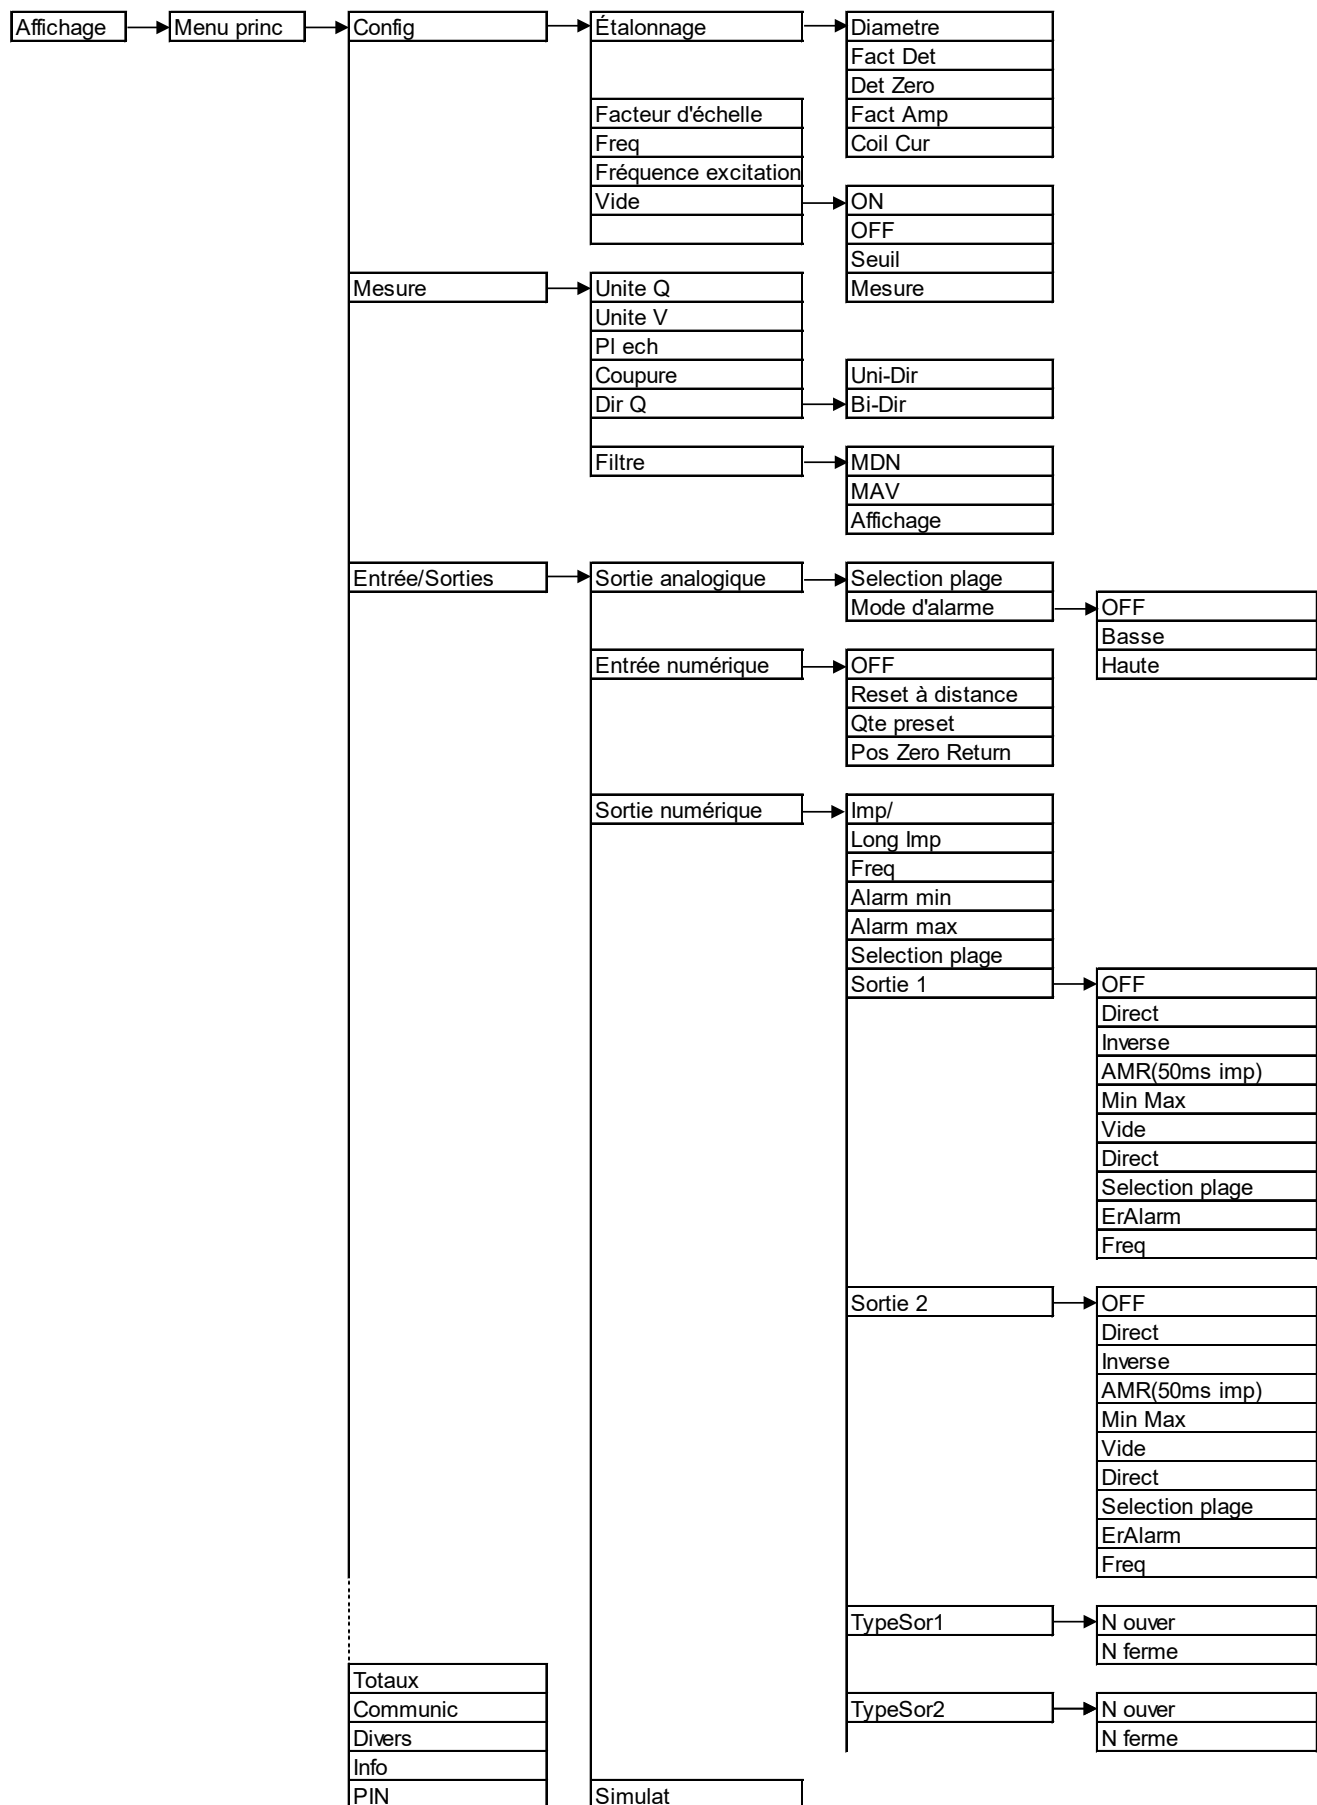 Affichage
Menu princ
Config
Étalonnage
Diametre
Fact Det
Det Zero
Facteur d'échelle
Fact Amp
Freq
Coil Cur
Fréquence excitation
Vide
ON
OFF
Seuil
Mesure
Unite Q
Mesure
Unite V
Pl ech
Coupure
Uni-Dir
Dir Q
Bi-Dir
Filtre
MDN
MAV
Affichage
Entrée/Sorties
Sortie analogique
Selection plage
Mode d'alarme
OFF
Basse
Haute
Entrée numérique
OFF
Reset à distance
Qte preset
Pos Zero Return
Sortie numérique
Imp/
Long Imp
Freq
Alarm min
Alarm max
Selection plage
Sortie 1
OFF
Direct
Inverse
AMR(50ms imp)
Min Max
Vide
Direct
Selection plage
ErAlarm
Freq
Sortie 2
OFF
Direct
Inverse
AMR(50ms imp)
Min Max
Vide
Direct
Selection plage
ErAlarm
Freq
TypeSor1
N ouver
N ferme
Totaux
Communic
TypeSor2
N ouver
Divers
N ferme
Info
PIN
Simulat